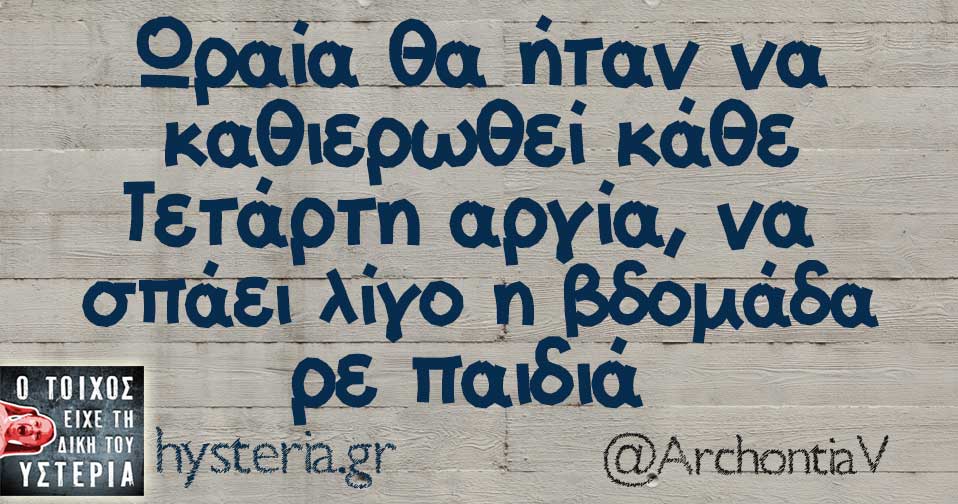 Ωραία θα ήταν να
καθιερωθεί κάθε
Τετάρτη αργία, να
σπάει λίγο η βδομάδα
ρε παιδιά
Ο ΤΟΙΧΟΣ
ΕΙΧΕ ΤΗ
ΔΙΚΗ ΤΟΥ
ΥΣΤΕΡΙΑ
hysteria.gr
@ArchontiaV